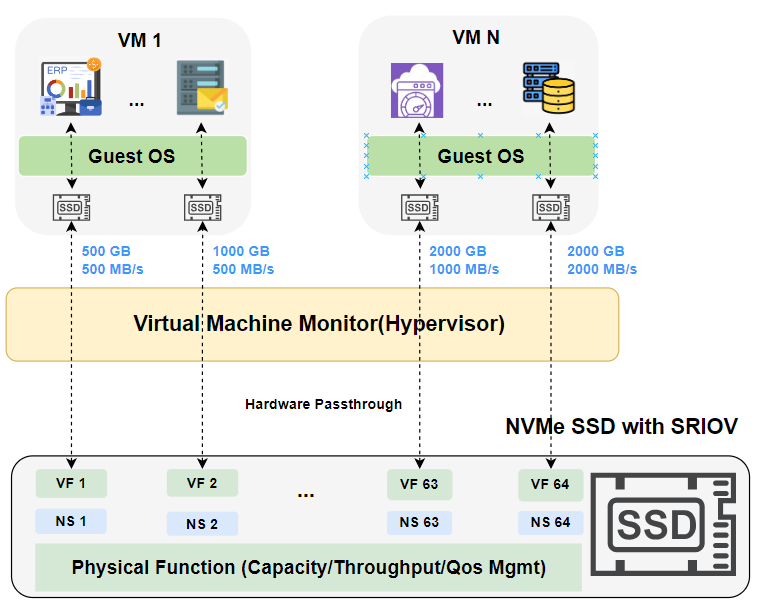 VM 1
VM N
ERP
$
...
...
Guest OS
Guest OS
SSD
SSD
SSD
SSD
500 GB
500 MB/s
1000 GB
500 MB/s
2000 GB
1000 MB/s
2000 GB
2000 MB/s
Virtual Machine Monitor(Hypervisor)
Hardware Passthrough
NVMe SSD with SRIOV
VF 1
VF 2
...
VF 63
VF 64
NS 1
NS 2
NS 63
NS 64
SSD
Physical Function (Capacity/Throughput/Qos Mgmt)